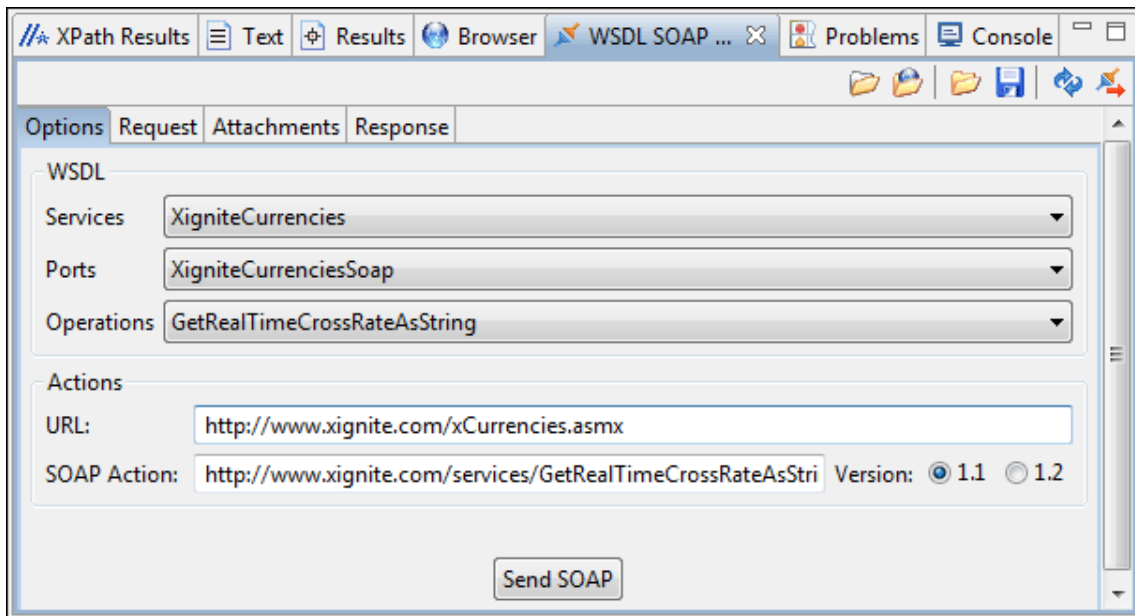 XPath Results Text Results Browser WSDL SOAP ... Problems Console
Options Request Attachments Response
WSDL
Services XigniteCurrencies
Ports XigniteCurrenciesSoap
Operations GetRealTimeCrossRateAsString
Actions
URL: http://www.xignite.com/xCurrencies.asmx
SOAP Action: http://www.xignite.com/services/GetRealTimeCrossRateAsStri Version: 1.1 1.2
Send SOAP